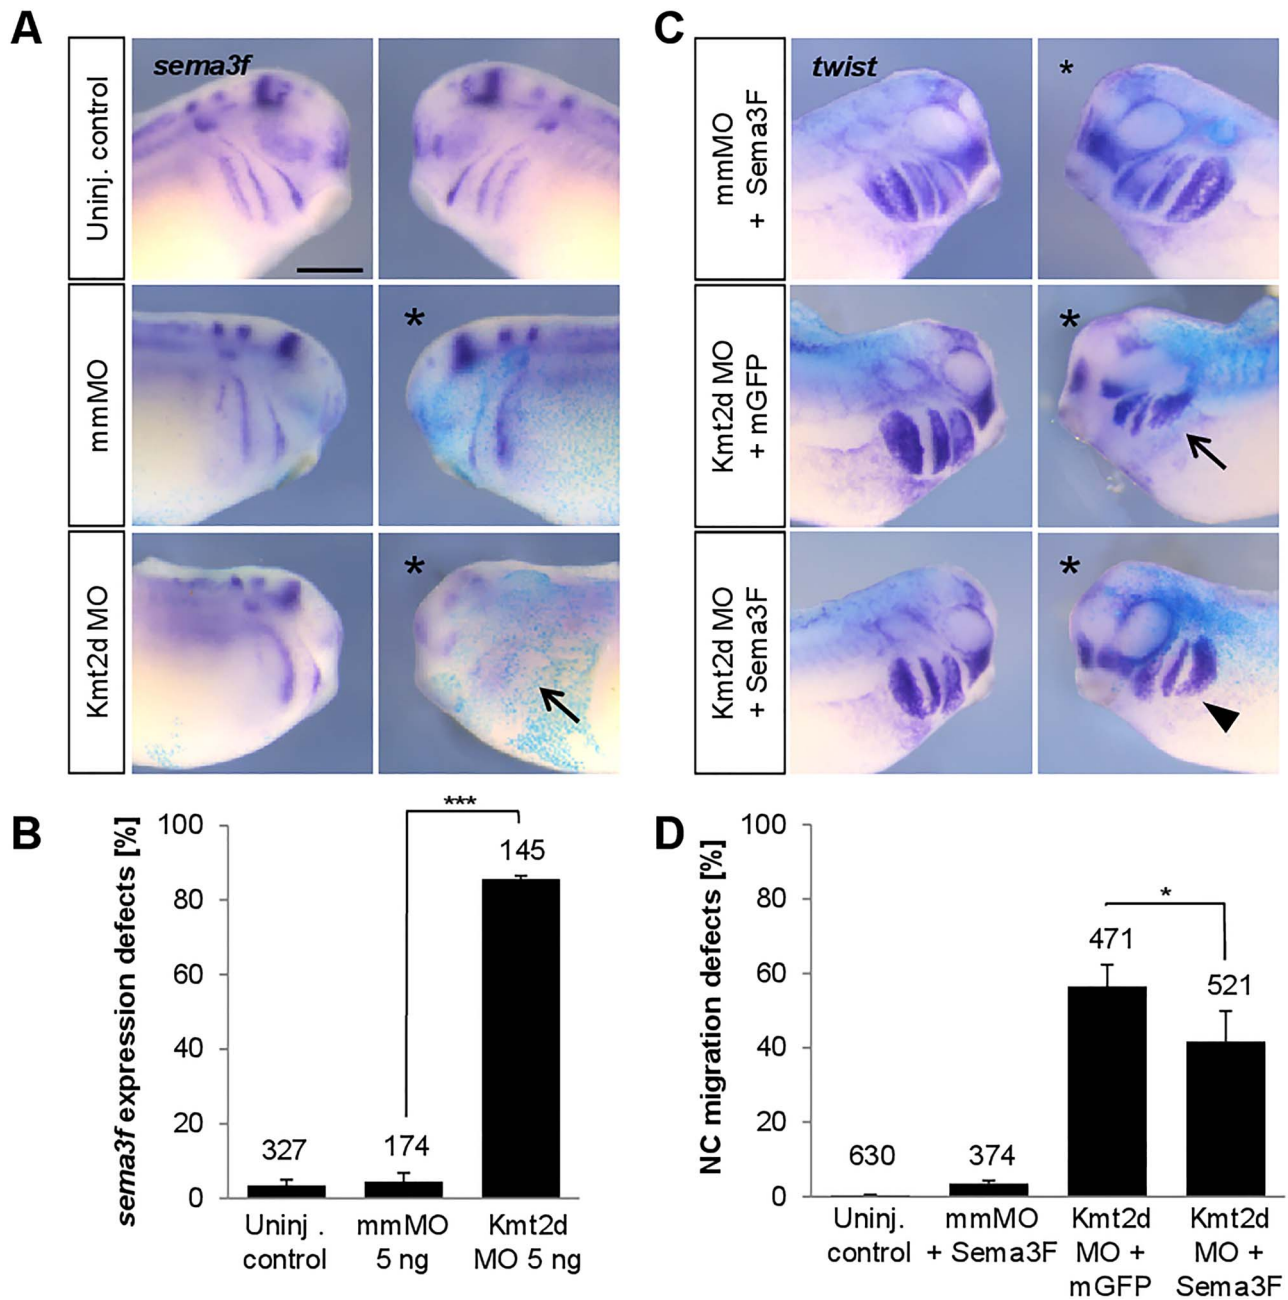 A
Uninj. control
sema3f
mmMO
*
Kmt2d MO
*
C
mmMO
+ Sema3F
twist
*
Kmt2d MO
+ mGFP
*
Kmt2d MO
+ Sema3F
*
B
sema3f expression defects [%]
100
80
60
40
20
0
327
174
***
145
Uninj .
control
mmMO
5 ng
Kmt2d
MO 5 ng
D
NC migration defects [%]
100
80
60
40
20
0
630
374
471
*
521
Uninj.
control
mmMO
+ Sema3F
Kmt2d
MO +
mGFP
Kmt2d
MO +
Sema3F